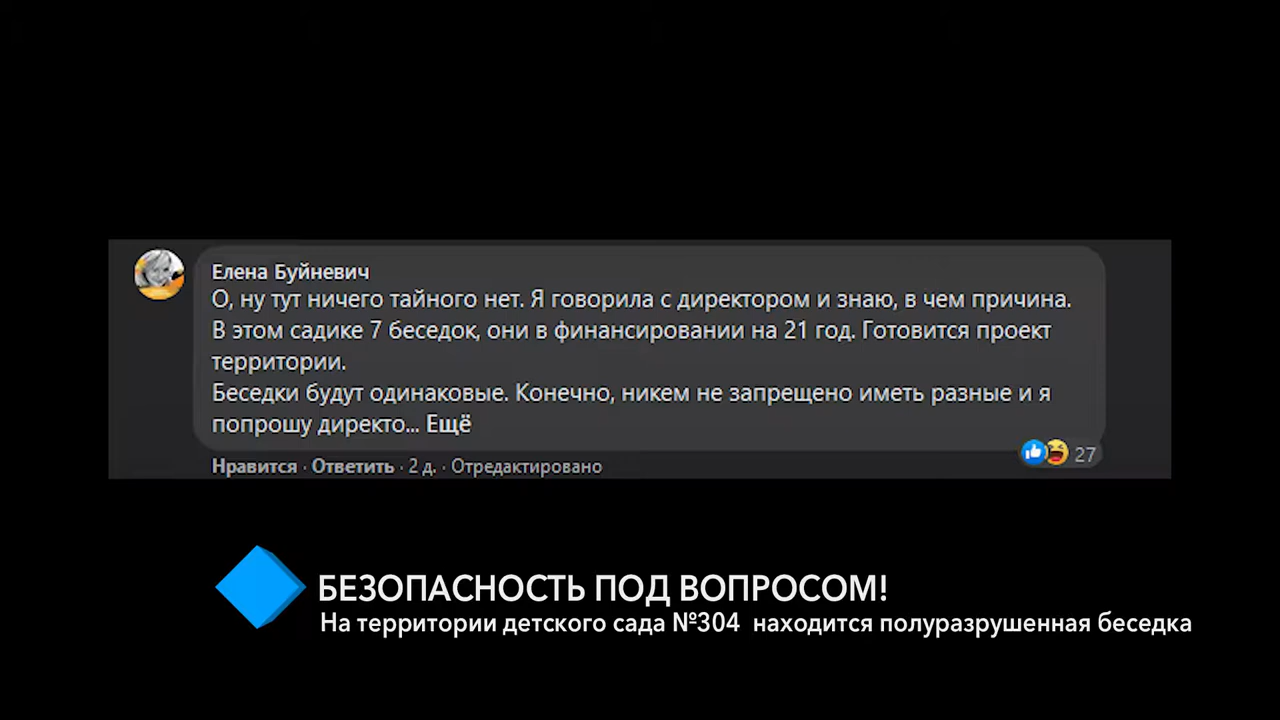 Елена Буйневич
О, ну тут ничего тайного нет. Я говорила с директором и знаю, в чем причина.
В этом садике 7 беседок, они в финансировании на 21 год. Готовится проект
территории.
Беседки будут одинаковые. Конечно, никем не запрещено иметь разные и я
попрошу директо... Ещё
Нравится · Ответить · 2 д. · Отредактировано
27
БЕЗОПАСНОСТЬ ПОД ВОПРОСОМ!
На территории детского сада №304 находится полуразрушенная беседка